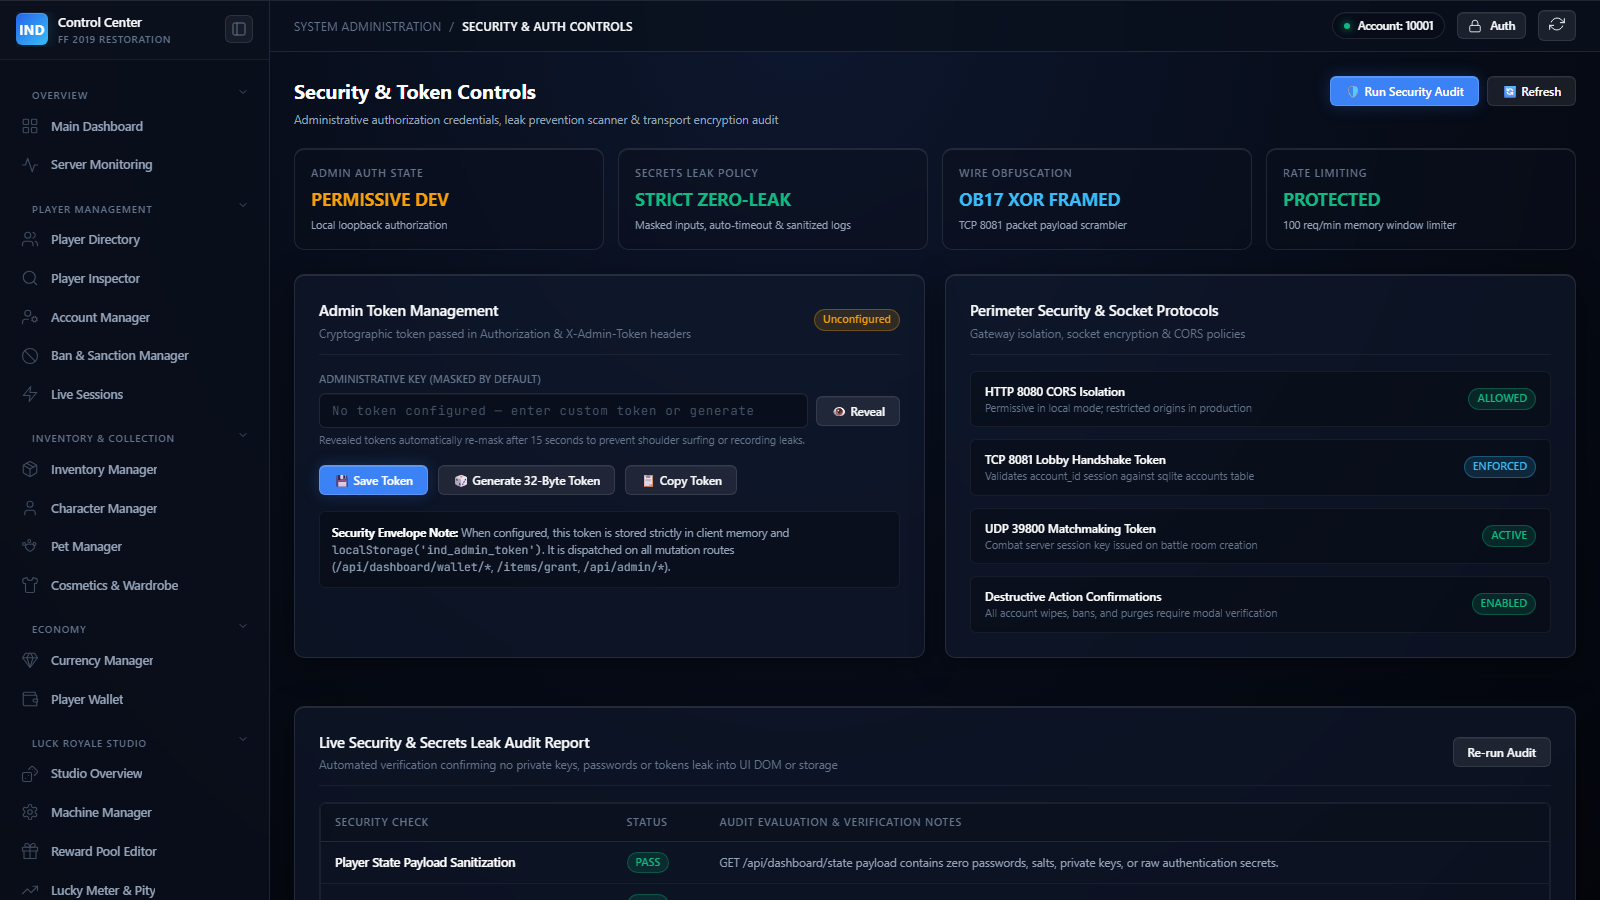 IND
Control Center
FF 2019 RESTORATION
OVERVIEW
Main Dashboard
Server Monitoring
PLAYER MANAGEMENT
Player Directory
Player Inspector
Account Manager
Ban & Sanction Manager
Live Sessions
INVENTORY & COLLECTION
Inventory Manager
Character Manager
Pet Manager
Cosmetics & Wardrobe
ECONOMY
Currency Manager
Player Wallet
LUCK ROYALE STUDIO
Studio Overview
Machine Manager
Reward Pool Editor
Lucky Meter & Pity
SYSTEM ADMINISTRATION / SECURITY & AUTH CONTROLS
Account: 10001
Auth
Security & Token Controls
Administrative authorization credentials, leak prevention scanner & transport encryption audit
Run Security Audit
Refresh
ADMIN AUTH STATE
PERMISSIVE DEV
Local loopback authorization
SECRETS LEAK POLICY
STRICT ZERO-LEAK
Masked inputs, auto-timeout & sanitized logs
WIRE OBFUSCATION
OB17 XOR FRAMED
TCP 8081 packet payload scrambler
RATE LIMITING
PROTECTED
100 req/min memory window limiter
Admin Token Management
Cryptographic token passed in Authorization & X-Admin-Token headers
Unconfigured
ADMINISTRATIVE KEY (MASKED BY DEFAULT)
No token configured — enter custom token or generate
Reveal
Revealed tokens automatically re-mask after 15 seconds to prevent shoulder surfing or recording leaks.
Save Token
Generate 32-Byte Token
Copy Token
Security Envelope Note: When configured, this token is stored strictly in client memory and
localStorage('ind_admin_token'). It is dispatched on all mutation routes
(/api/dashboard/wallet/*, /items/grant, /api/admin/*).
Perimeter Security & Socket Protocols
Gateway isolation, socket encryption & CORS policies
HTTP 8080 CORS Isolation
Permissive in local mode; restricted origins in production
ALLOWED
TCP 8081 Lobby Handshake Token
Validates account_id session against sqlite accounts table
ENFORCED
UDP 39800 Matchmaking Token
Combat server session key issued on battle room creation
ACTIVE
Destructive Action Confirmations
All account wipes, bans, and purges require modal verification
ENABLED
Live Security & Secrets Leak Audit Report
Automated verification confirming no private keys, passwords or tokens leak into UI DOM or storage
Re-run Audit
SECURITY CHECK
STATUS
AUDIT EVALUATION & VERIFICATION NOTES
Player State Payload Sanitization
PASS
GET /api/dashboard/state payload contains zero passwords, salts, private keys, or raw authentication secrets.